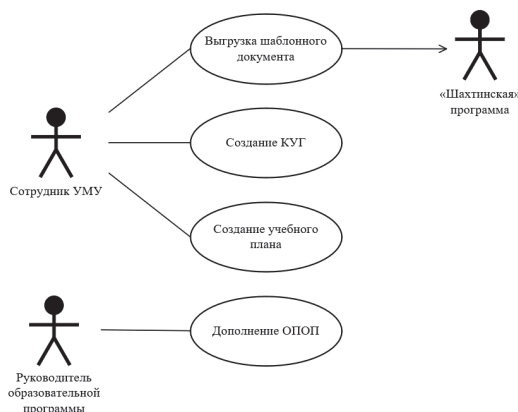 Выгрузка шаблонного
документа
«Шахтинская»
программа
Создание КУГ
Сотрудник УМУ
Создание учебного
плана
Дополнение ОПОП
Руководитель
образовательной
программы